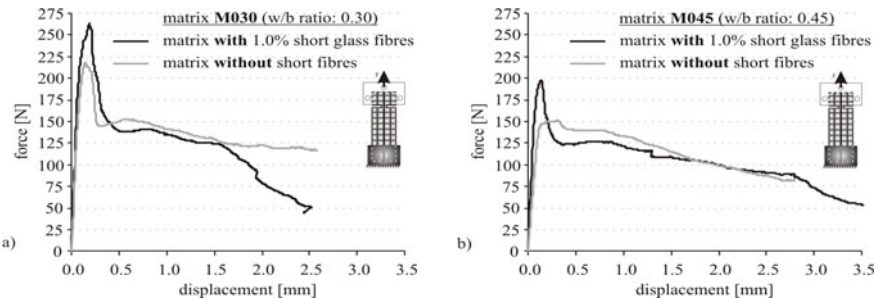 matrix M030 (w/b ratio: 0.30)
matrix with 1.0% short glass fibres
matrix without short fibres
force [N]
300
275
250
225
200
175
150
125
100
75
50
25
0
0.0 0.5 1.0 1.5 2.0 2.5 3.0 3.5
displacement [mm]
a)
matrix M045 (w/b ratio: 0.45)
matrix with 1.0% short glass fibres
matrix without short fibres
force [N]
300
275
250
225
200
175
150
125
100
75
50
25
0
0.0 0.5 1.0 1.5 2.0 2.5 3.0 3.5
displacement [mm]
b)